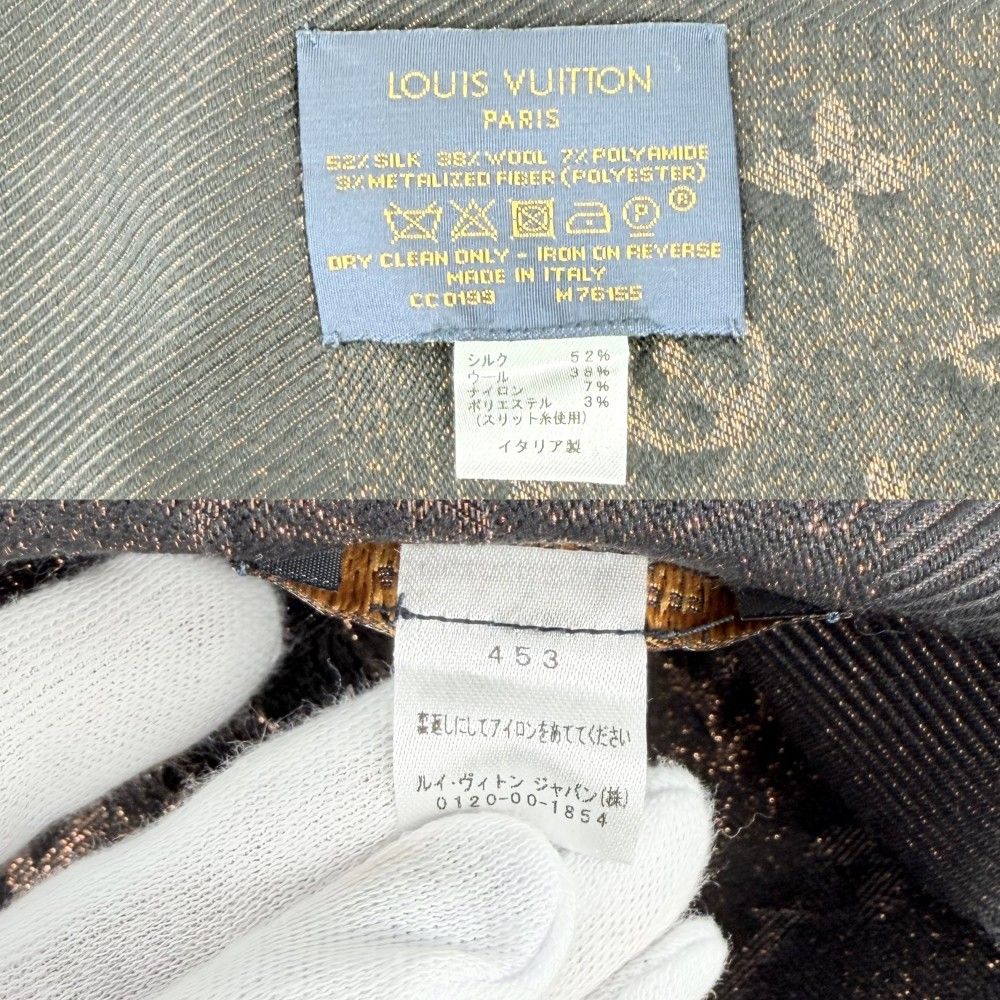 LOUIS VUITTON
PARIS
52% SILK 38% WOOL 7% POLYAMIDE
3% METALIZED FIBER (POLYESTER)
P ®
DRY CLEAN ONLY - IRON ON REVERSE
MADE IN ITALY
CC0199 M76155
シルク 52%
ウール 38%
ナイロン 7%
ポリエステル 3%
(スリット糸使用)
イタリア製
453
裏返しにしてアイロンをあててください
ルイ・ヴィトン ジャパン(株)
0120-00-1854